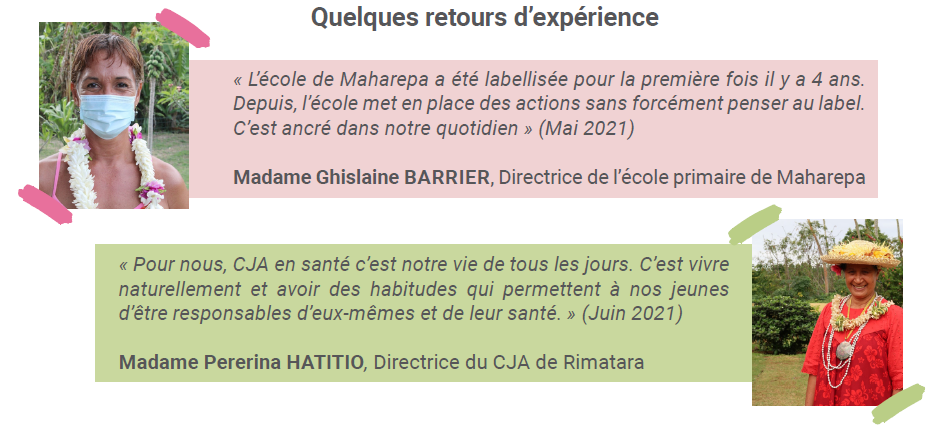 Quelques retours d’expérience
« L’école de Maharepa a été labellisée pour la première fois il y a 4 ans.
Depuis, l’école met en place des actions sans forcément penser au label.
C’est ancré dans notre quotidien » (Mai 2021)
Madame Ghislaine BARRIER, Directrice de l’école primaire de Maharepa
« Pour nous, CJA en santé c’est notre vie de tous les jours. C’est vivre
naturellement et avoir des habitudes qui permettent à nos jeunes
d’être responsables d’eux-mêmes et de leur santé. » (Juin 2021)
Madame Pererina HATITIO, Directrice du CJA de Rimatara